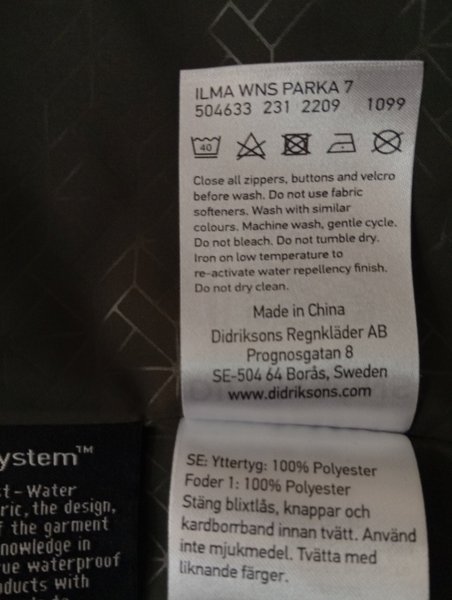 ILMA WNS PARKA 7
504633 231 2209 1099
40
Close all zippers, buttons and velcro
before wash. Do not use fabric
softeners. Wash with similar
colours. Machine wash, gentle cycle.
Do not bleach. Do not tumble dry.
Iron on low temperature to
re-activate water repellency finish.
Do not dry clean.
Made in China
Didriksons Regnkläder AB
Prognosgatan 8
SE-504 64 Borås, Sweden
www.didriksons.com
SE: Yttertyg: 100% Polyester
Foder 1: 100% Polyester
Stäng blixtlås, knappar och
kardborrband innan tvätt. Använd
inte mjukmedel. Tvätta med
liknande färger.
ystem™
t-Water
ric, the design,
f the garment
nowledge in
rue waterproof
ducts with